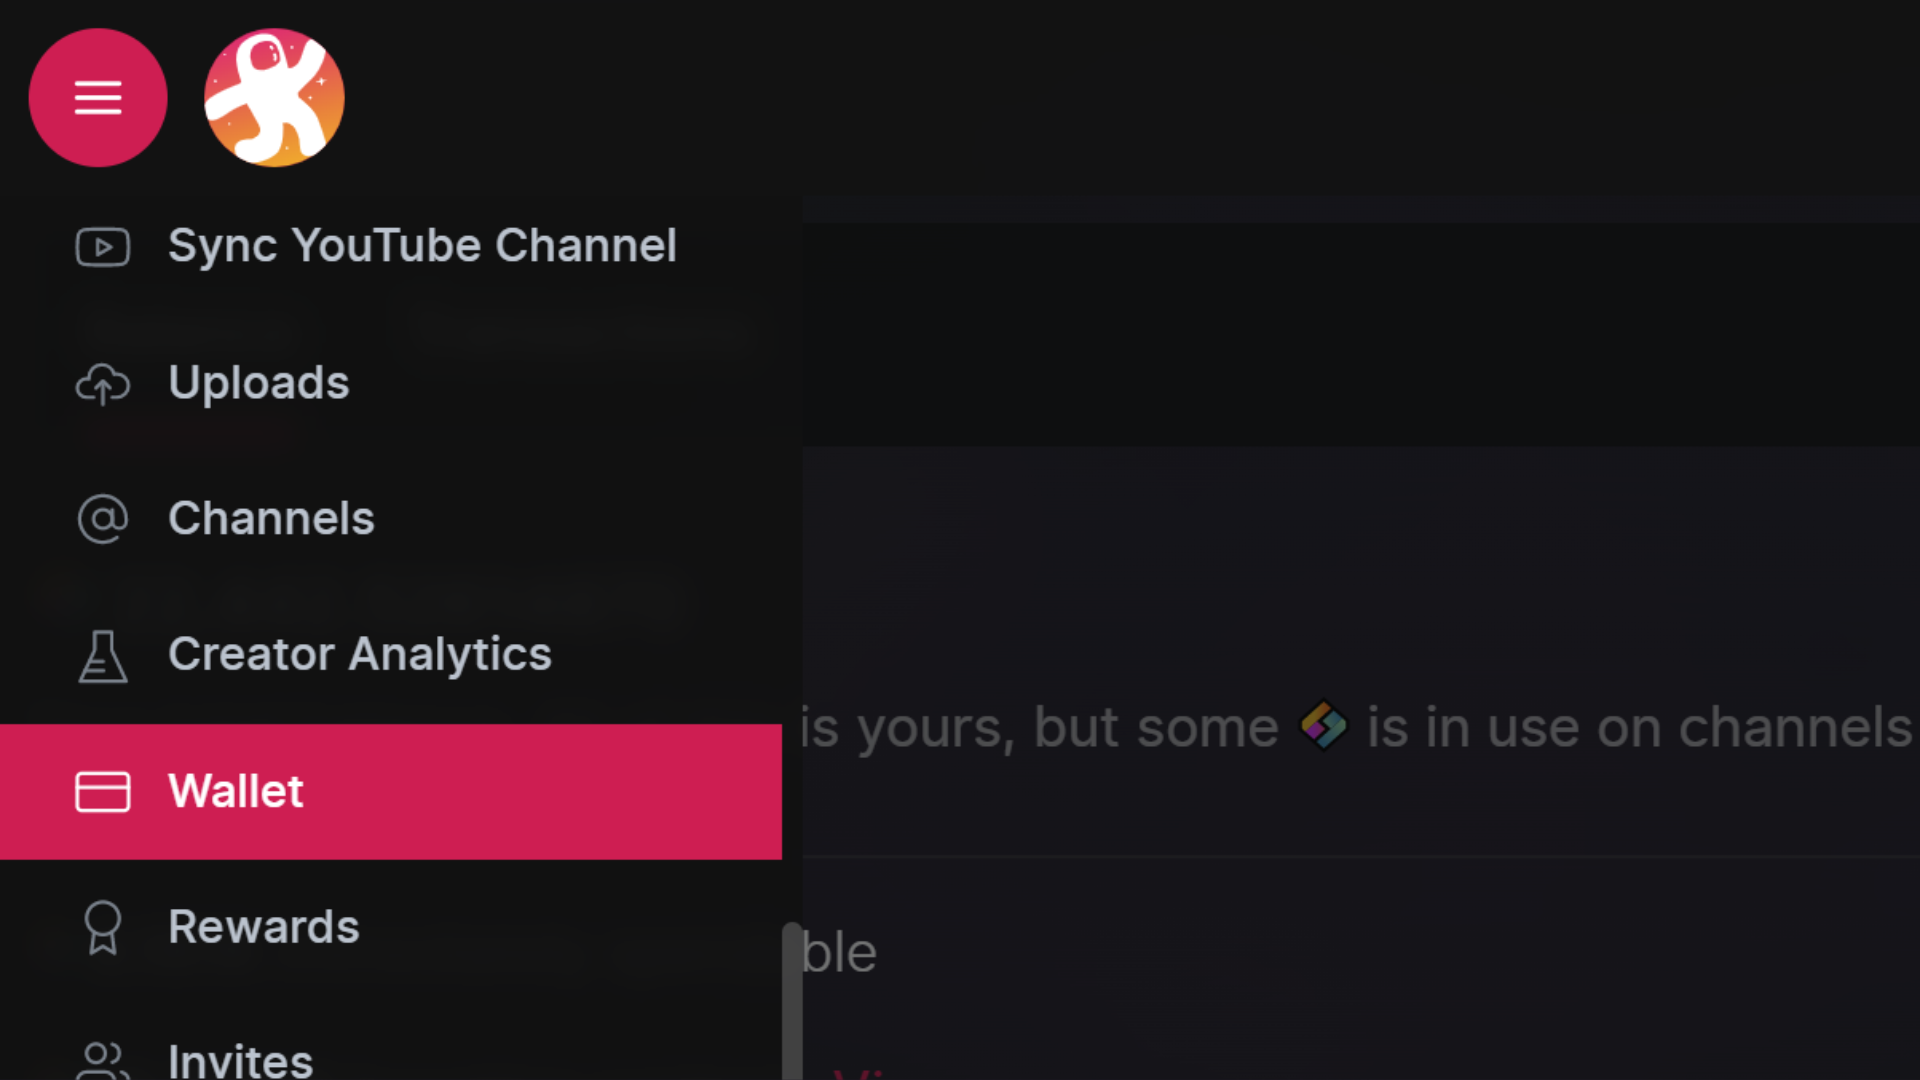 Sync YouTube Channel
Uploads
Channels
Creator Analytics
is yours, but some is in use on channels
Wallet
Rewards
ble
Invites